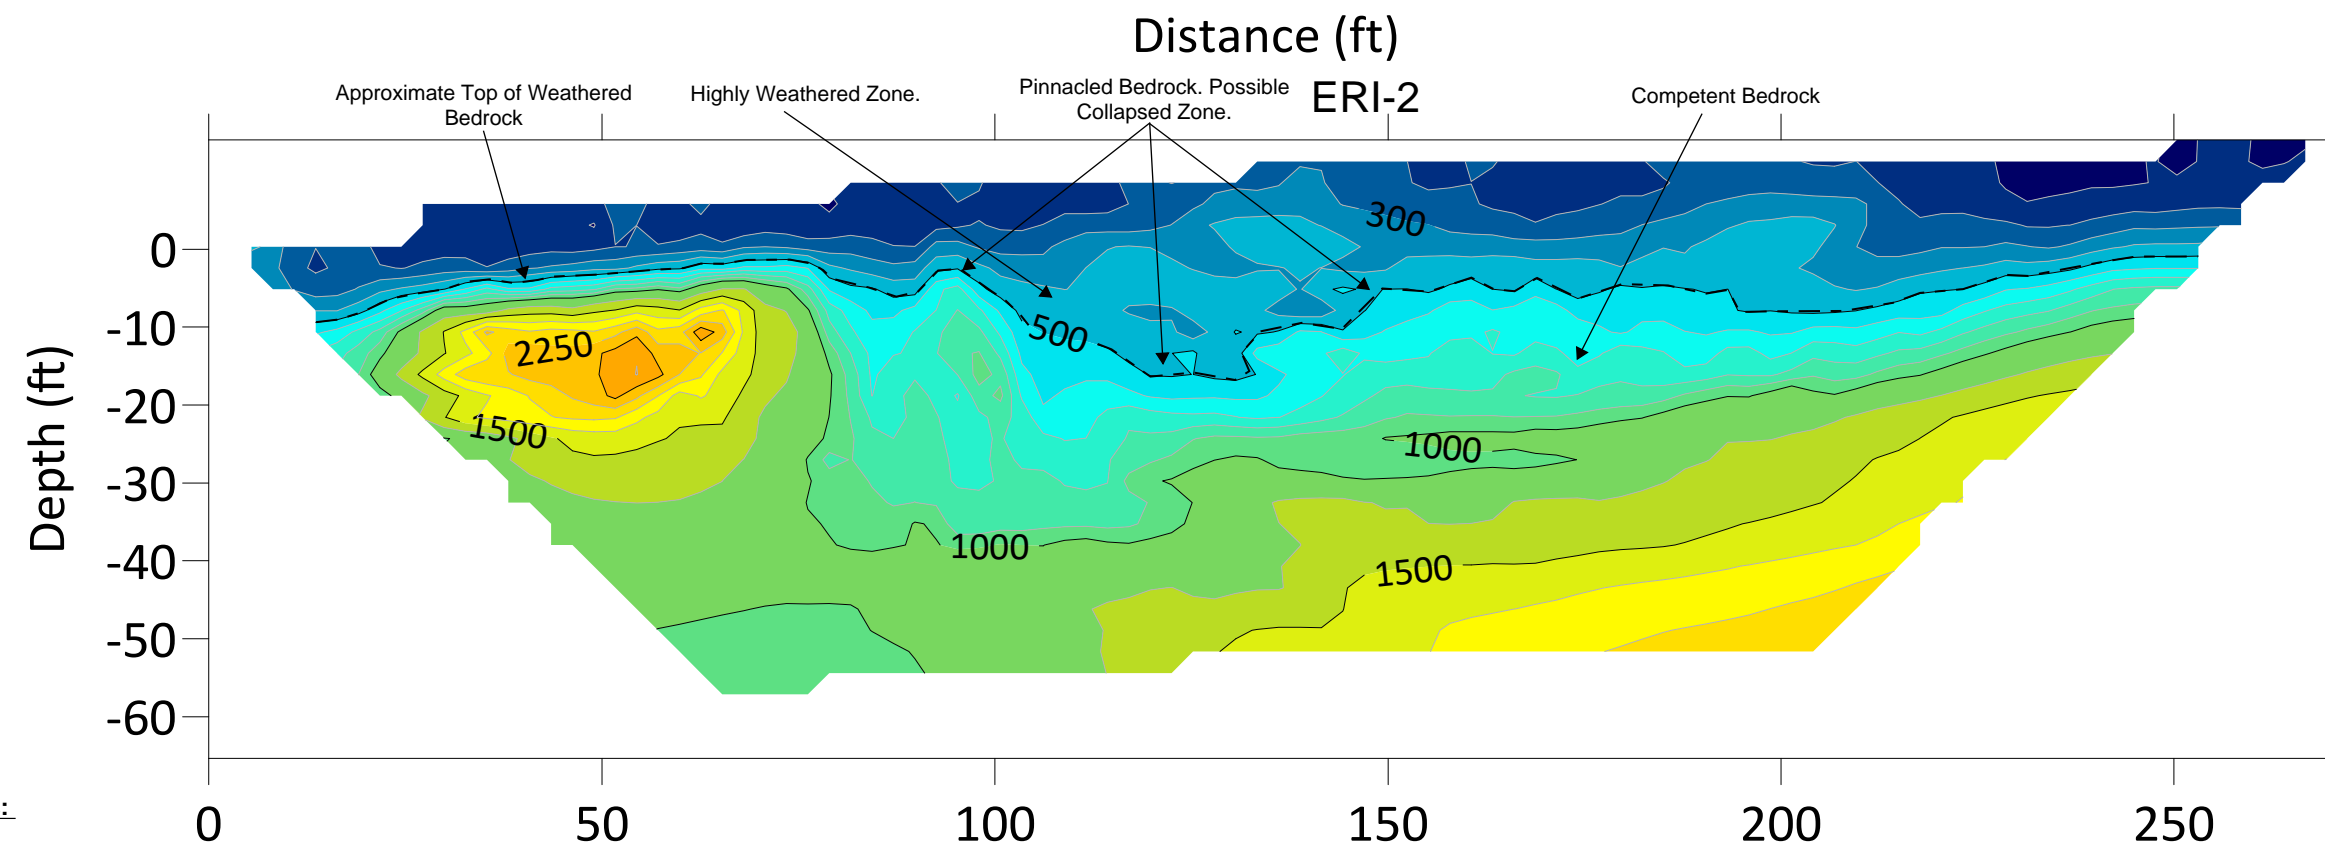 Distance (ft)
ERI-2
Approximate Top of Weathered
Bedrock
Highly Weathered Zone.
Pinnacled Bedrock. Possible
Collapsed Zone.
Competent Bedrock
Depth (ft)
0
-10
-20
-30
-40
-50
-60
300
500
2250
1500
1000
1000
1500
0
50
100
150
200
250
: